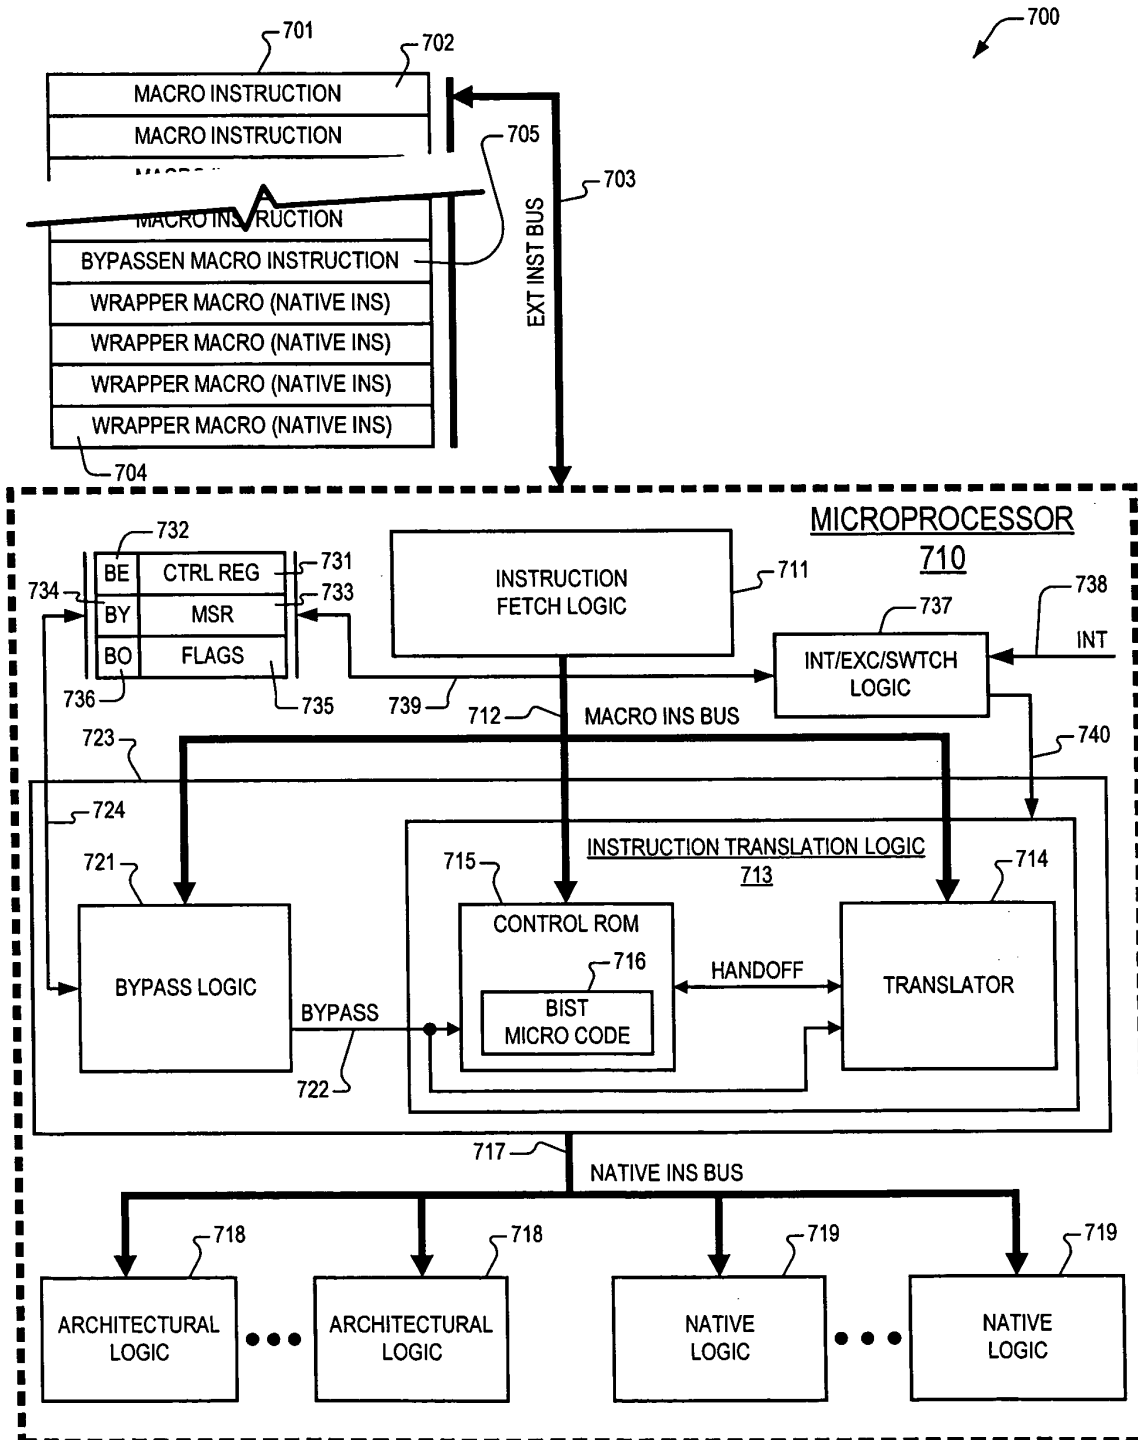 700
701
702
MACRO INSTRUCTION
MACRO INSTRUCTION
705
703
MACRO INSTRUCTION
BYPASSEN MACRO INSTRUCTION
WRAPPER MACRO (NATIVE INS)
WRAPPER MACRO (NATIVE INS)
WRAPPER MACRO (NATIVE INS)
WRAPPER MACRO (NATIVE INS)
704
EXT INST BUS
MICROPROCESSOR
710
732
BE CTRL REG
731
734
BY MSR
733
BO FLAGS
736
735
INSTRUCTION
FETCH LOGIC
711
737
738
INT
INT/EXC/SWTCH
LOGIC
739
712
MACRO INS BUS
740
723
724
INSTRUCTION TRANSLATION LOGIC
713
721
BYPASS LOGIC
BYPASS
722
715
CONTROL ROM
716
BIST
MICRO CODE
HANDOFF
714
TRANSLATOR
717
NATIVE INS BUS
718
ARCHITECTURAL
LOGIC
718
ARCHITECTURAL
LOGIC
719
NATIVE
LOGIC
719
NATIVE
LOGIC